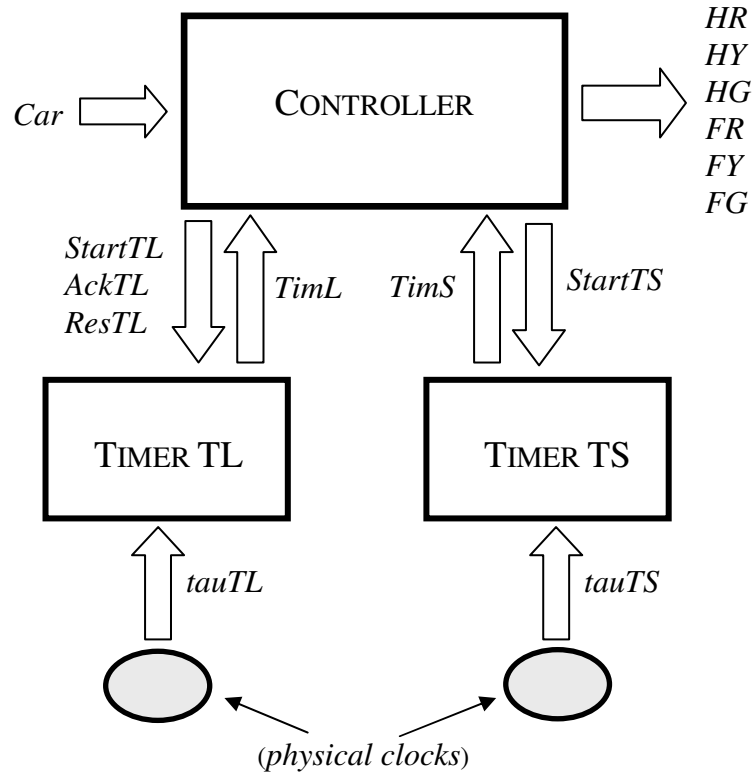 HR
HY
HG
FR
FY
FG
Car
CONTROLLER
StartTL
AckTL
ResTL
TimL
TimS
StartTS
TIMER TL
TIMER TS
tauTL
tauTS
(physical clocks)